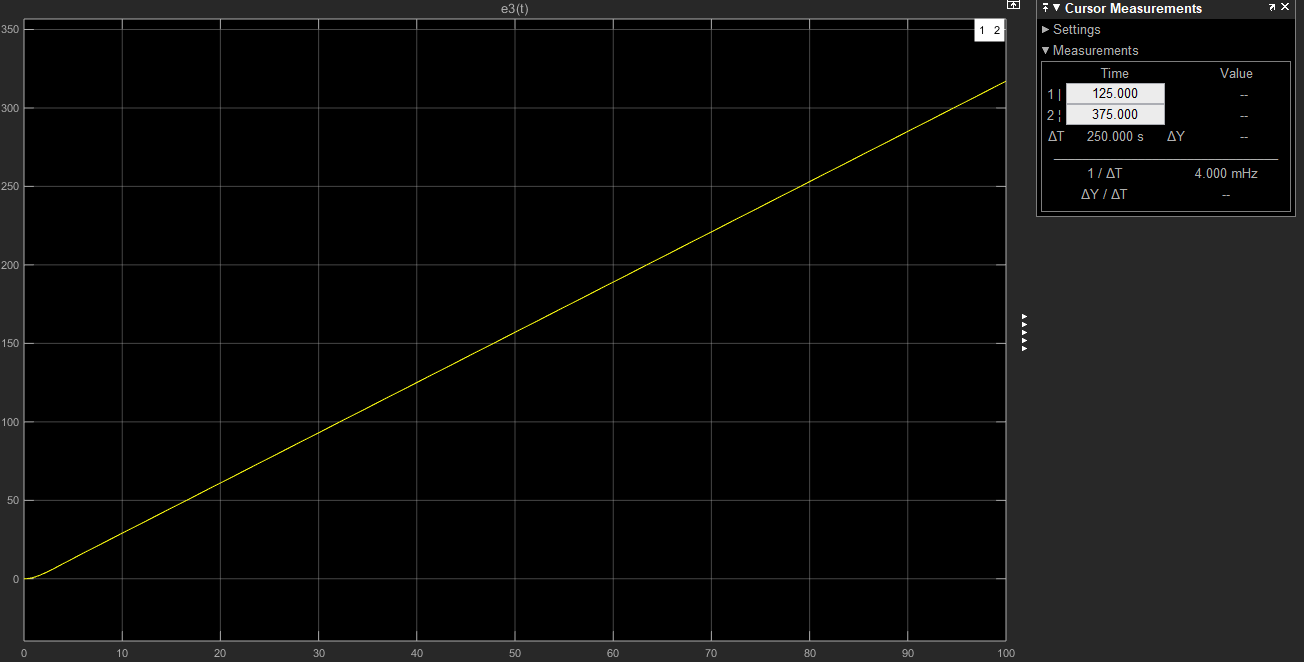 e3(t)
350
300
250
200
150
100
50
0
0 10 20 30 40 50 60 70 80 90 100
1 2
Cursor Measurements
Settings
Measurements
Time Value
1 | 125.000 --
2 ¦ 375.000 --
ΔT 250.000 s ΔY --
1 / ΔT 4.000 mHz
ΔY / ΔT --